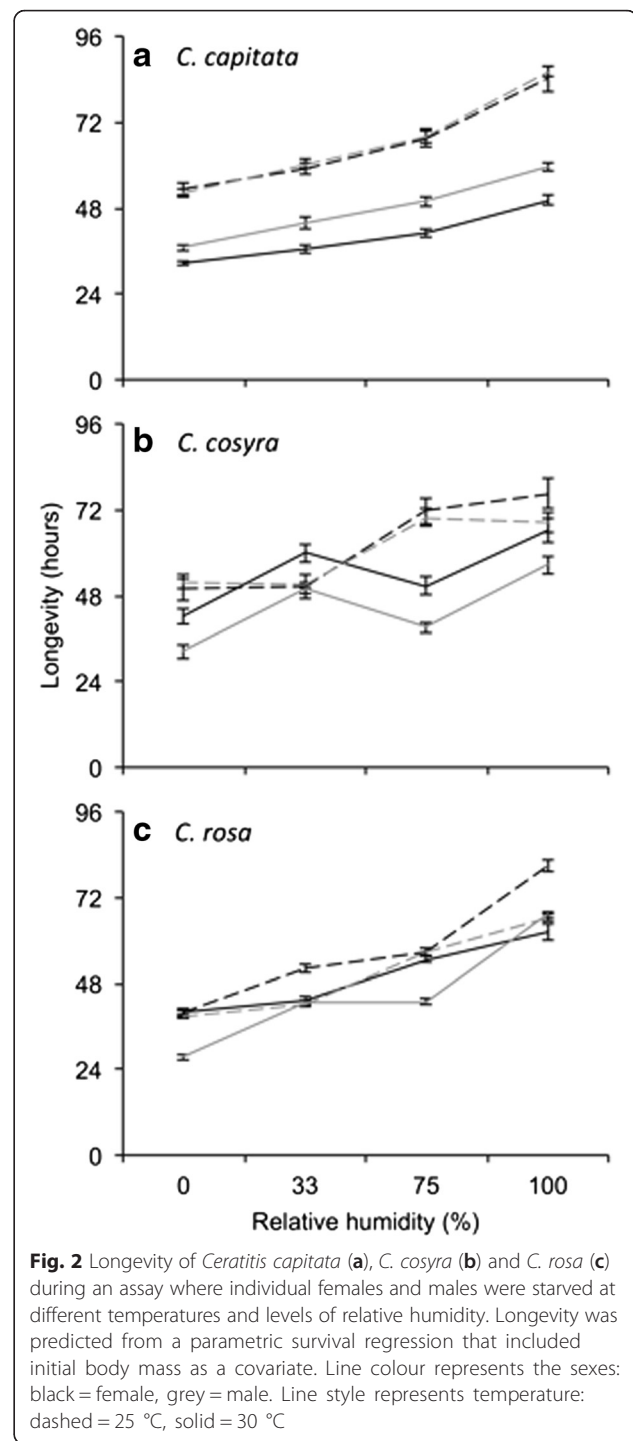 96
a C. capitata
72
48
24
0
96
b C. cosyra
72
48
24
0
Longevity (hours)
96
c C. rosa
72
48
24
0
0 33 75 100
Relative humidity (%)
Fig. 2 Longevity of Ceratitis capitata (a), C. cosyra (b) and C. rosa (c)
during an assay where individual females and males were starved at
different temperatures and levels of relative humidity. Longevity was
predicted from a parametric survival regression that included
initial body mass as a covariate. Line colour represents the sexes:
black = female, grey = male. Line style represents temperature:
dashed = 25 °C, solid = 30 °C